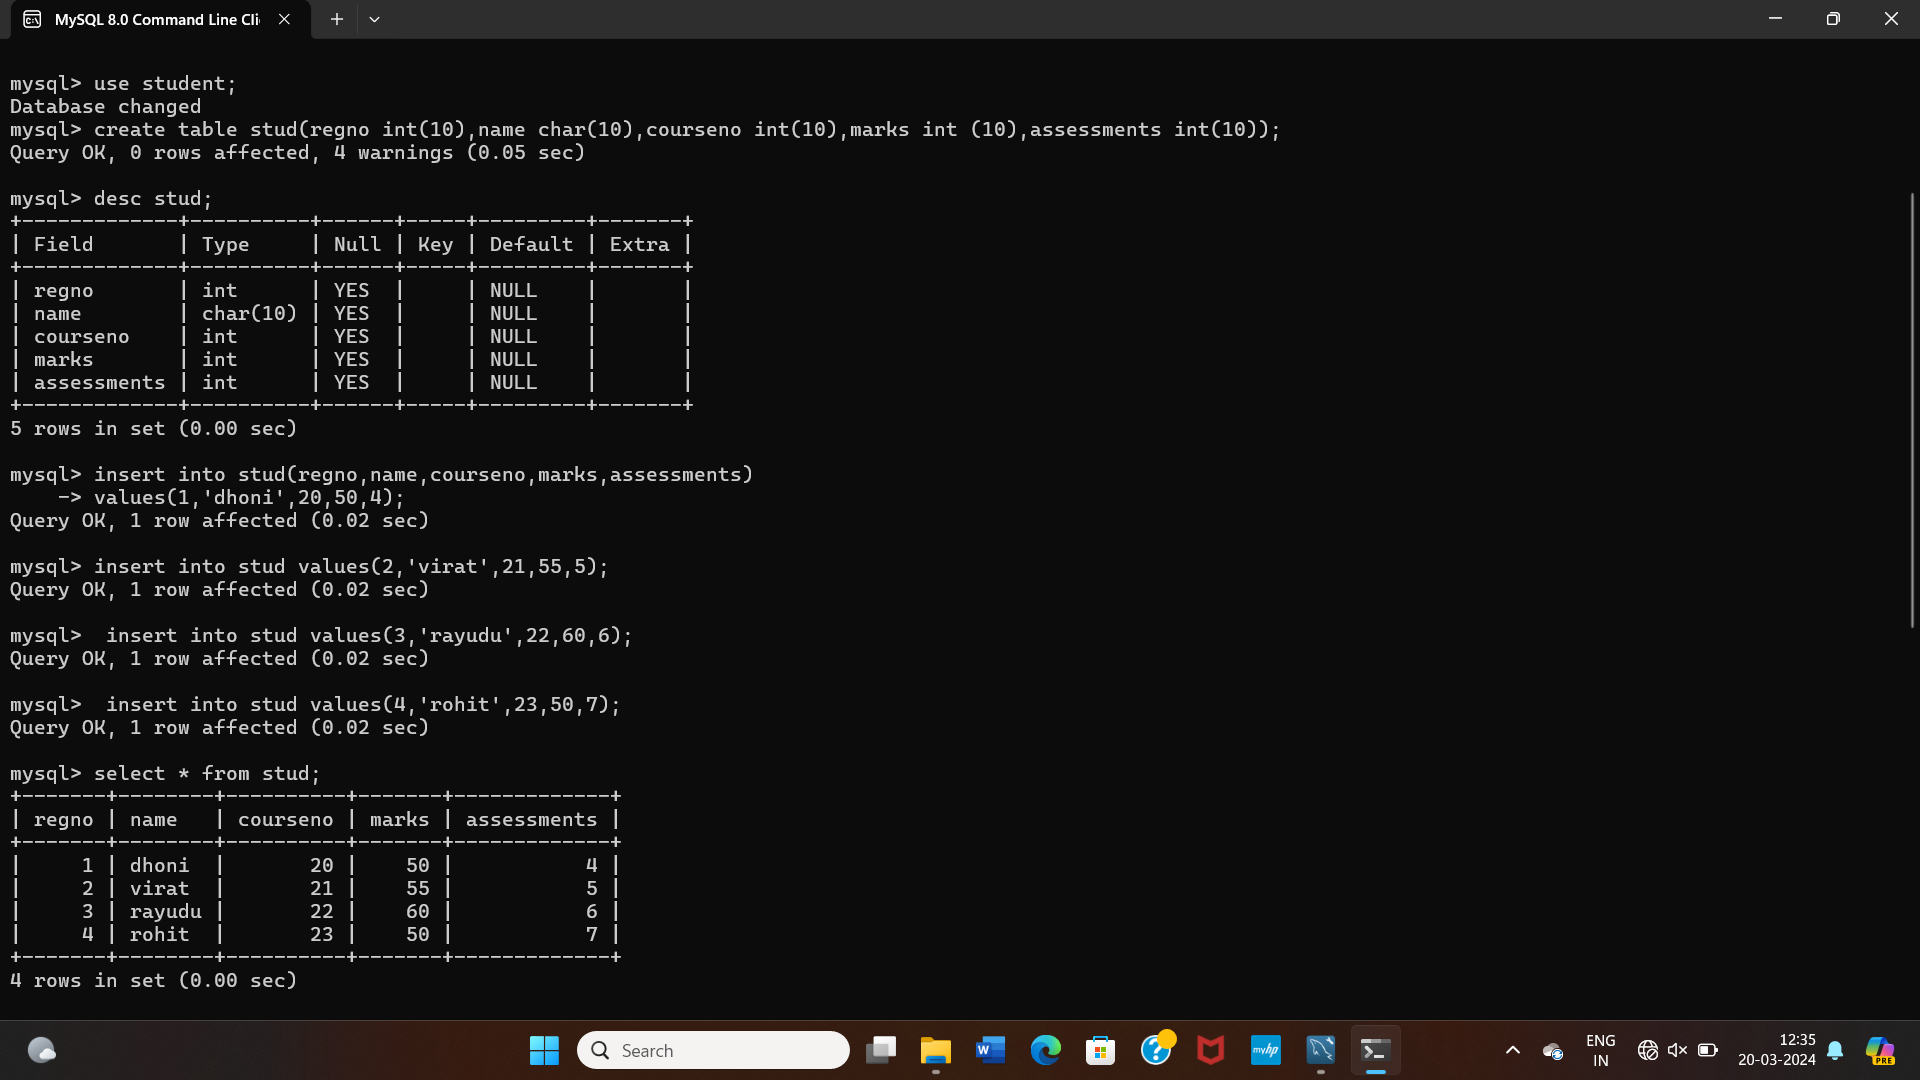 MySQL 8.0 Command Line Cli
mysql> use student;
Database changed
mysql> create table stud(regno int(10),name char(10),courseno int(10),marks int (10),assessments int(10));
Query OK, 0 rows affected, 4 warnings (0.05 sec)
mysql> desc stud;
+-------------+----------+------+-----+---------+-------+
| Field       | Type     | Null | Key | Default | Extra |
+-------------+----------+------+-----+---------+-------+
| regno       | int      | YES  |     | NULL    |       |
| name        | char(10) | YES  |     | NULL    |       |
| courseno    | int      | YES  |     | NULL    |       |
| marks       | int      | YES  |     | NULL    |       |
| assessments | int      | YES  |     | NULL    |       |
+-------------+----------+------+-----+---------+-------+
5 rows in set (0.00 sec)
mysql> insert into stud(regno,name,courseno,marks,assessments)
    -> values(1,'dhoni',20,50,4);
Query OK, 1 row affected (0.02 sec)
mysql> insert into stud values(2,'virat',21,55,5);
Query OK, 1 row affected (0.02 sec)
mysql>  insert into stud values(3,'rayudu',22,60,6);
Query OK, 1 row affected (0.02 sec)
mysql>  insert into stud values(4,'rohit',23,50,7);
Query OK, 1 row affected (0.02 sec)
mysql> select * from stud;
+-------+--------+----------+-------+-------------+
| regno | name   | courseno | marks | assessments |
+-------+--------+----------+-------+-------------+
|     1 | dhoni  |       20 |    50 |           4 |
|     2 | virat  |       21 |    55 |           5 |
|     3 | rayudu |       22 |    60 |           6 |
|     4 | rohit  |       23 |    50 |           7 |
+-------+--------+----------+-------+-------------+
4 rows in set (0.00 sec)
Search
W
myhp
ENG
IN
12:35
20-03-2024
PRE